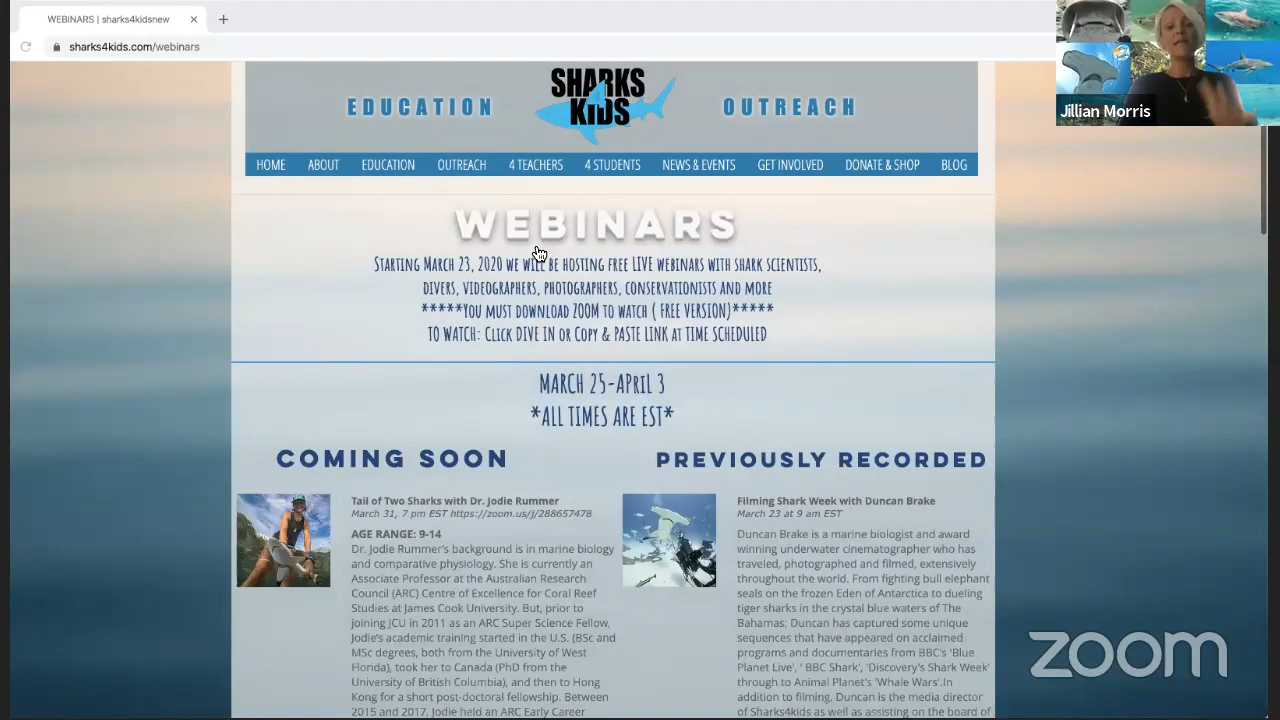 WEBINARS | sharks4kidsnew
sharks4kids.com/webinars
Jillian Morris
EDUCATION
SHARKS
KIDS
OUTREACH
HOME ABOUT EDUCATION OUTREACH 4 TEACHERS 4 STUDENTS NEWS & EVENTS GET INVOLVED DONATE & SHOP BLOG
WEBINARS
STARTING MARCH 23, 2020 WE WILL BE HOSTING FREE LIVE WEBINARS WITH SHARK SCIENTISTS,
DIVERS, VIDEOGRAPHERS, PHOTOGRAPHERS, CONSERVATIONISTS AND MORE
*****YOU MUST DOWNLOAD ZOOM TO WATCH ( FREE VERSION)*****
TO WATCH: CLICK DIVE IN OR COPY & PASTE LINK AT TIME SCHEDULED
MARCH 25-APRIL 3
*ALL TIMES ARE EST*
COMING SOON
Tail of Two Sharks with Dr. Jodie Rummer
March 31, 7 pm EST https://zoom.us/j/288657478
AGE RANGE: 9-14
Dr. Jodie Rummer's background is in marine biology
and comparative physiology. She is currently an
Associate Professor at the Australian Research
Council (ARC) Centre of Excellence for Coral Reef
Studies at James Cook University. But, prior to
joining JCU in 2011 as an ARC Super Science Fellow,
Jodie's academic training started in the U.S. (BSc and
MSc degrees, both from the University of West
Florida), took her to Canada (PhD from the
University of British Columbia), and then to Hong
Kong for a short post-doctoral fellowship. Between
2015 and 2017, Jodie held an ARC Early Career
PREVIOUSLY RECORDED
Filming Shark Week with Duncan Brake
March 23 at 9 am EST
Duncan Brake is a marine biologist and award
winning underwater cinematographer who has
traveled, photographed and filmed, extensively
throughout the world. From fighting bull elephant
seals on the frozen Eden of Antarctica to dueling
tiger sharks in the crystal blue waters of The
Bahamas; Duncan has captured some unique
sequences that have appeared on acclaimed
programs and documentaries from BBC's 'Blue
Planet Live', ' BBC Shark', 'Discovery's Shark Week'
through to Animal Planet's 'Whale Wars'.In
addition to filming, Duncan is the media director
of Sharks4kids as well as assisting on the board of
zoom